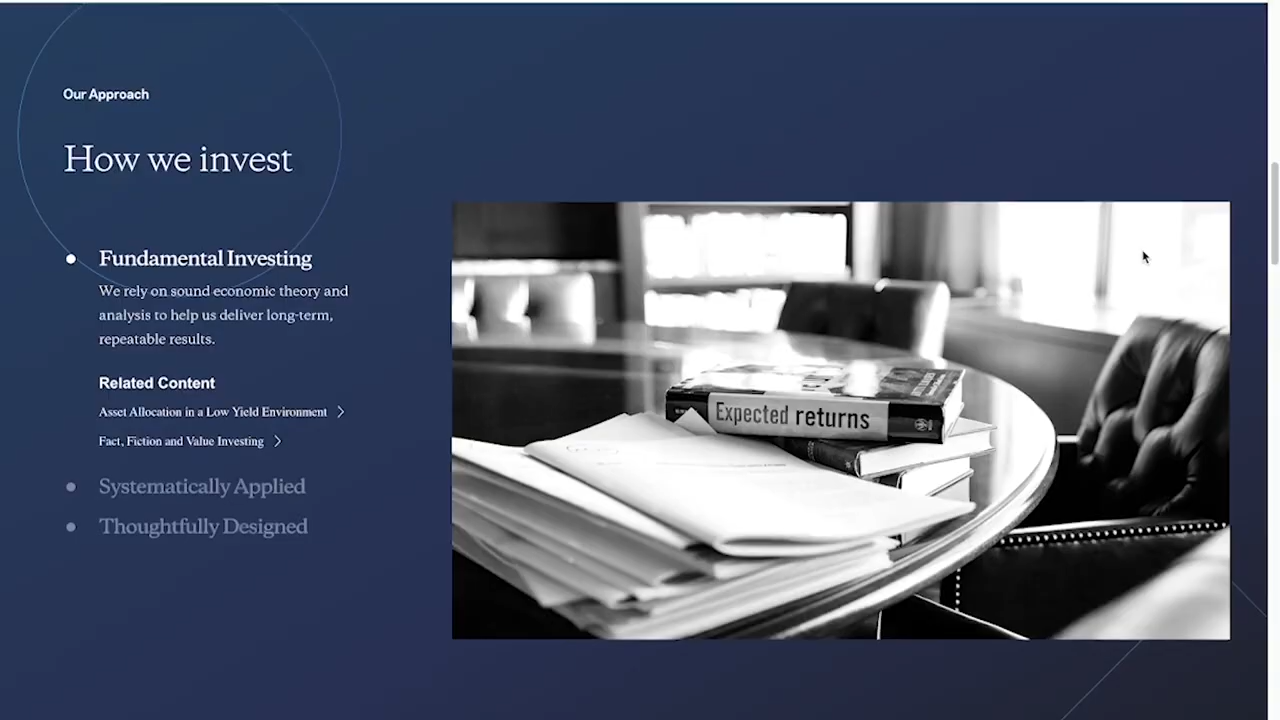 Our Approach
How we invest
Fundamental Investing
We rely on sound economic theory and
analysis to help us deliver long-term,
repeatable results.
Related Content
Asset Allocation in a Low Yield Environment
Fact, Fiction and Value Investing
Systematically Applied
Thoughtfully Designed
Expected returns